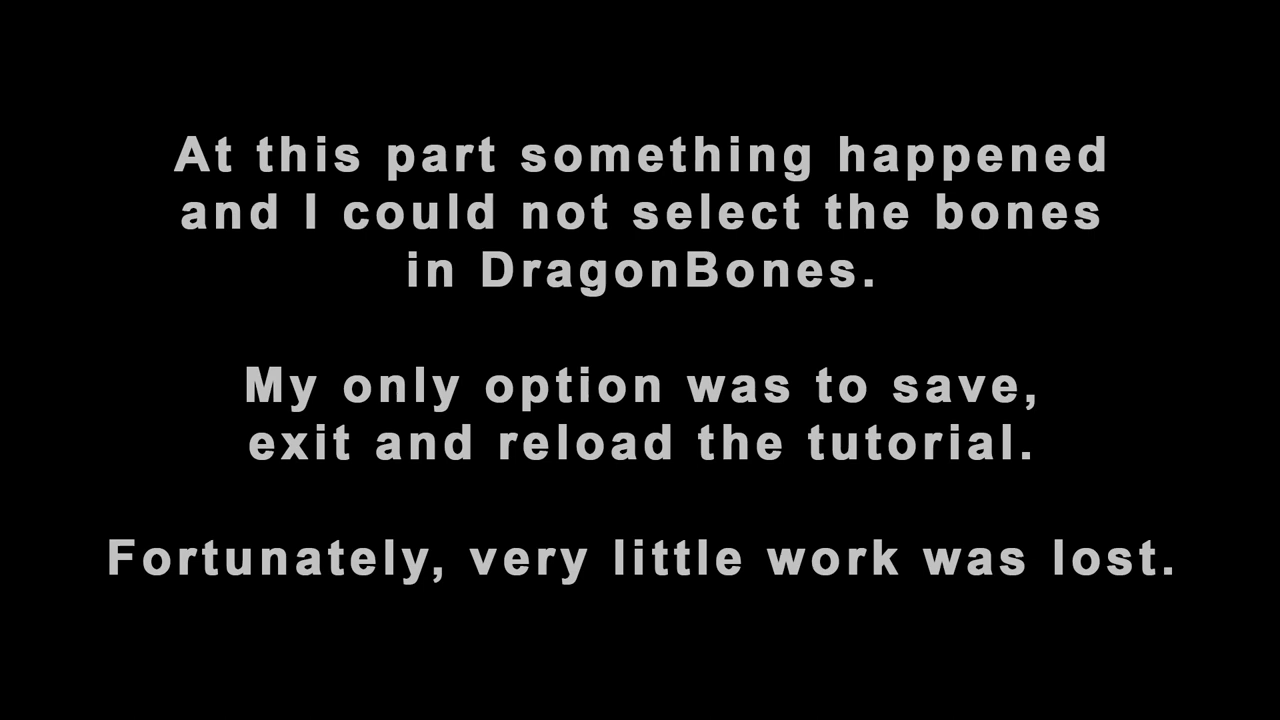 At this part something happened
and I could not select the bones
in DragonBones.
My only option was to save,
exit and reload the tutorial.
Fortunately, very little work was lost.